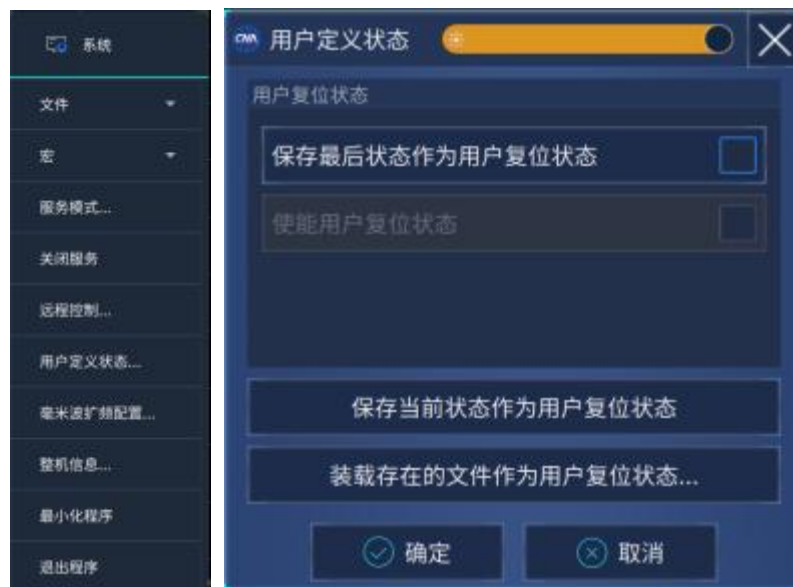 系统
文件
宏
服务模式...
关闭服务
远程控制...
用户定义状态...
毫米波扩频配置...
整机信息...
最小化程序
退出程序
用户定义状态
用户复位状态
保存最后状态作为用户复位状态
使能用户复位状态
保存当前状态作为用户复位状态
装载存在的文件作为用户复位状态...
确定
取消